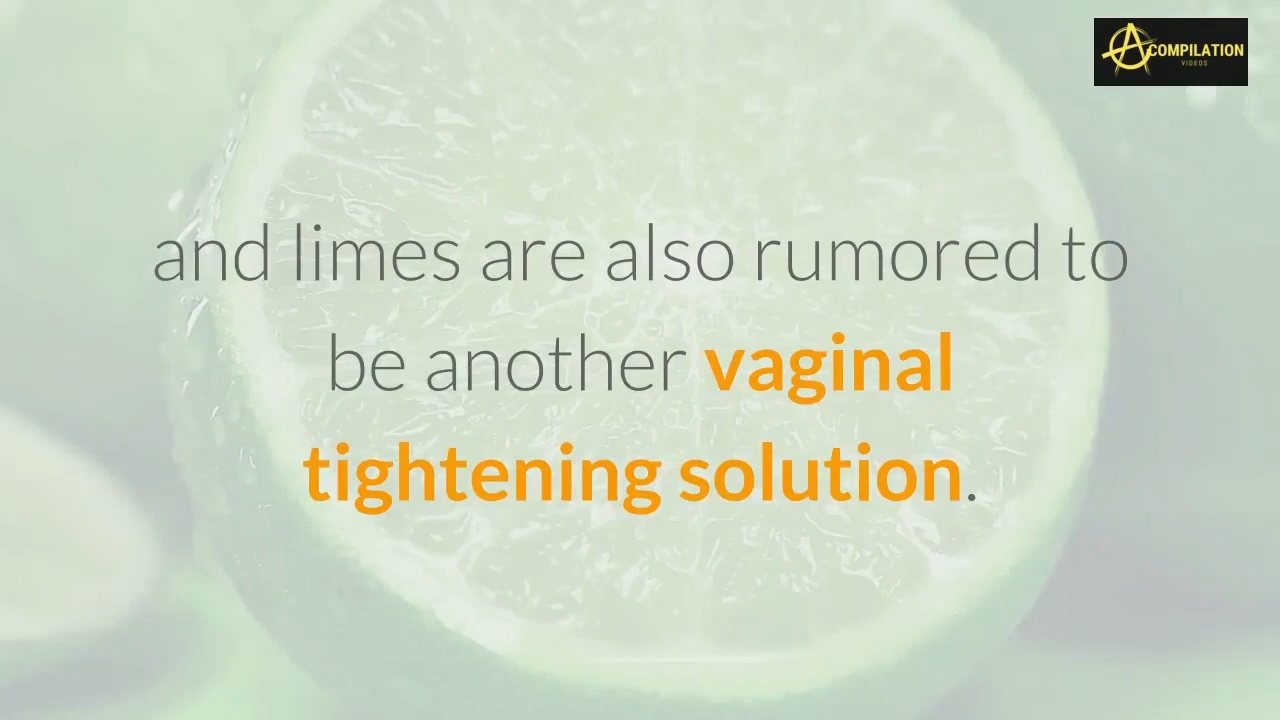 COMPILATION
VIDEOS
and limes are also rumored to
be another vaginal
tightening solution.